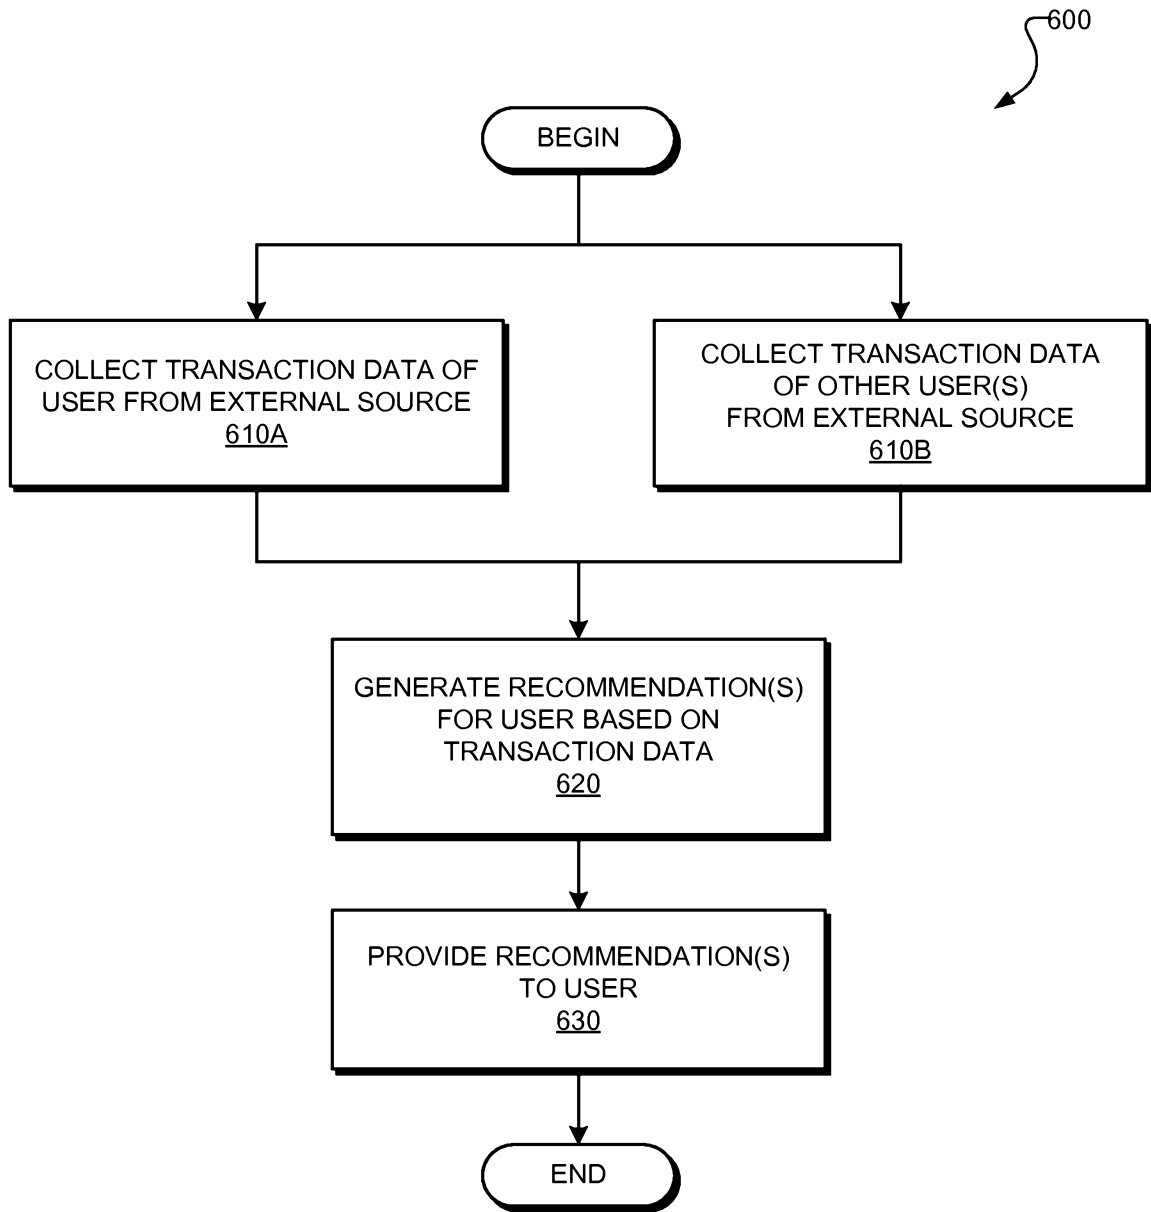 600
BEGIN
COLLECT TRANSACTION DATA OF
USER FROM EXTERNAL SOURCE
610A
COLLECT TRANSACTION DATA
OF OTHER USER(S)
FROM EXTERNAL SOURCE
610B
GENERATE RECOMMENDATION(S)
FOR USER BASED ON
TRANSACTION DATA
620
PROVIDE RECOMMENDATION(S)
TO USER
630
END